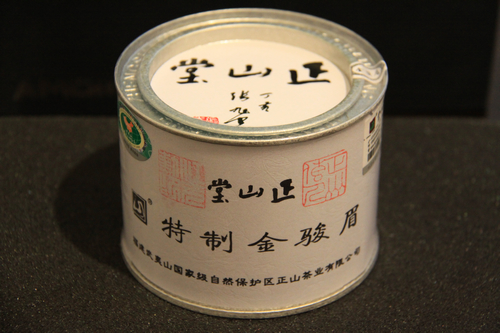 正山堂
正山堂
特制金骏眉
福建武夷山国家级自然保护区正山茶业有限公司